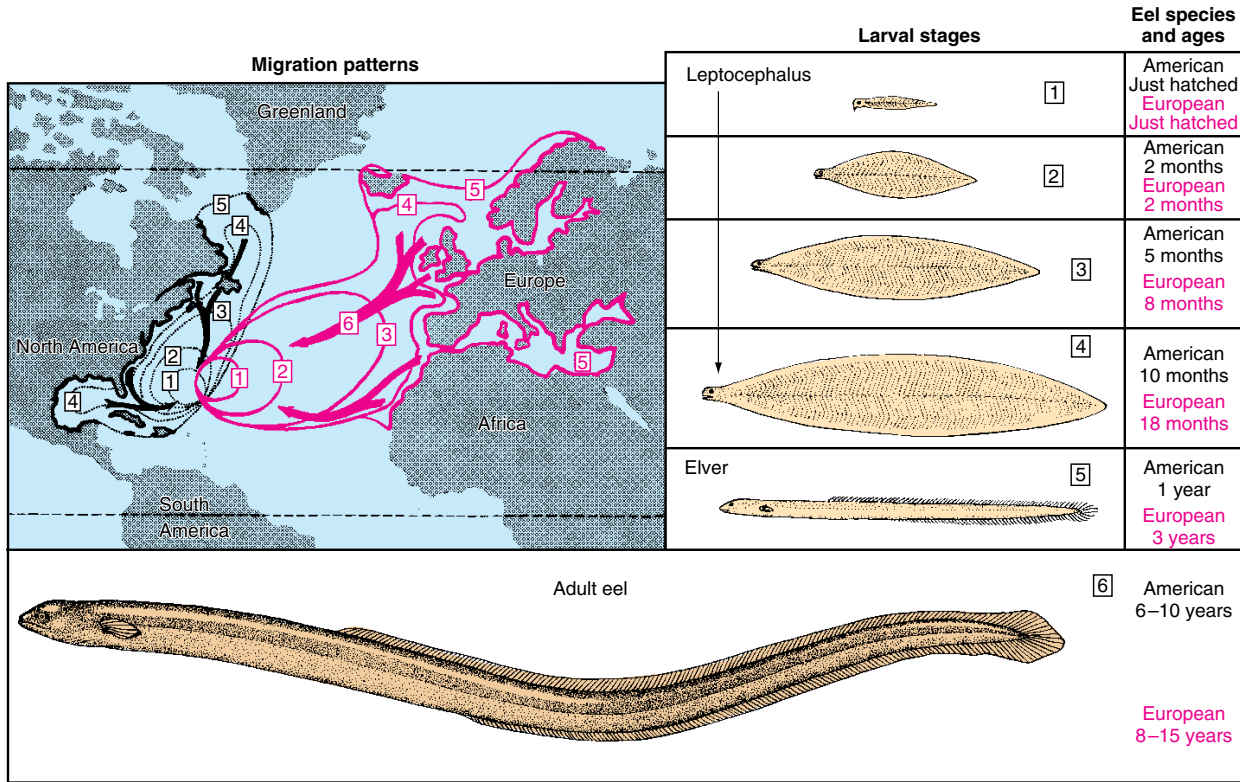 Migration patterns
Greenland
North America
Europe
Africa
South
America
5
4
3
2
1
4
5
4
6
3
2
1
5
Larval stages
Eel species
and ages
Leptocephalus
1
American
Just hatched
European
Just hatched
2
American
2 months
European
2 months
3
American
5 months
European
8 months
4
American
10 months
European
18 months
Elver
5
American
1 year
European
3 years
Adult eel
6
American
6–10 years
European
8–15 years